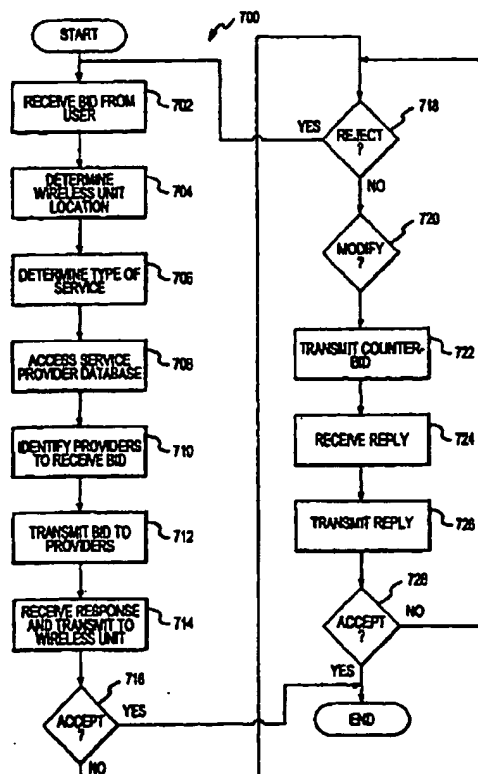 START
700
RECEIVE BID FROM
USER
702
DETERMINE
WIRELESS UNIT
LOCATION
704
DETERMINE TYPE OF
SERVICE
706
ACCESS SERVICE
PROVIDER DATABASE
708
IDENTIFY PROVIDERS
TO RECEIVE BID
710
TRANSMIT BID TO
PROVIDERS
712
RECEIVE RESPONSE
AND TRANSMIT TO
WIRELESS UNIT
714
ACCEPT
?
716
YES
NO
REJECT
?
718
YES
NO
MODIFY
?
720
TRANSMIT COUNTER-
BID
722
RECEIVE REPLY
724
TRANSMIT REPLY
726
ACCEPT
?
728
NO
YES
END